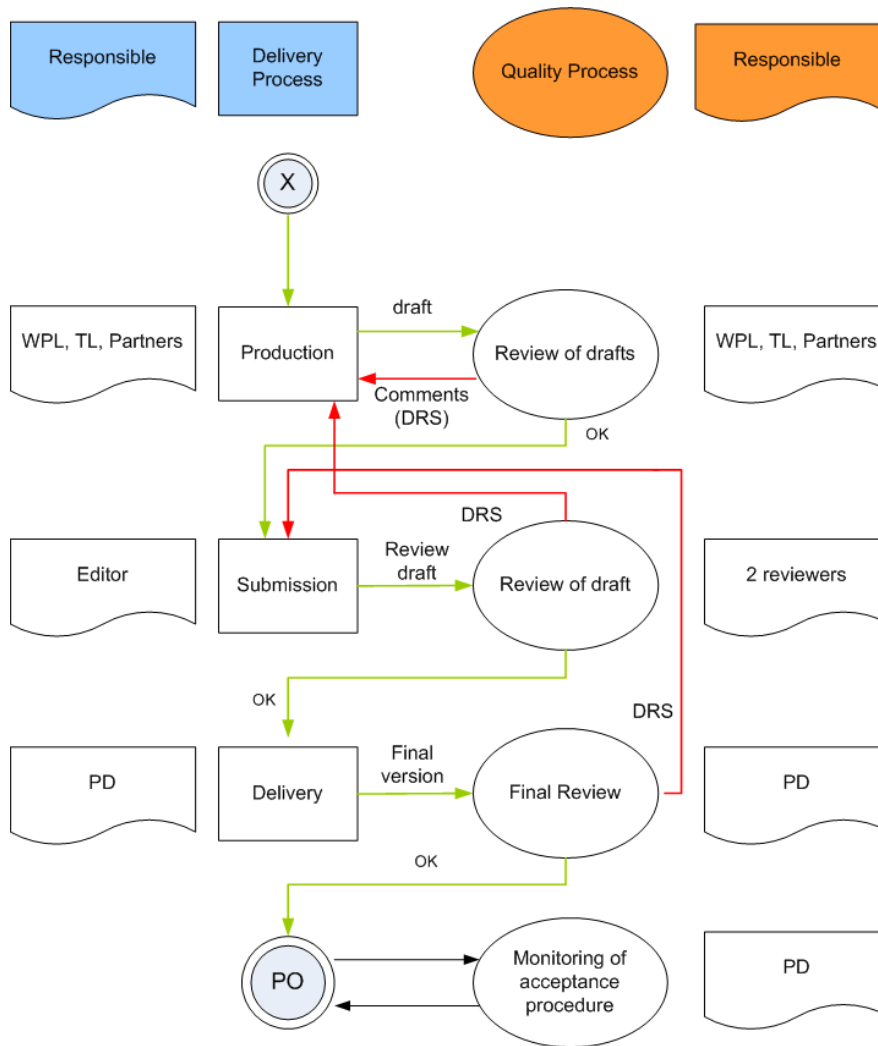 Responsible
Delivery
Process
Quality Process
Responsible
X
draft
WPL, TL, Partners
Production
Review of drafts
WPL, TL, Partners
Comments
(DRS)
OK
DRS
Review
draft
Editor
Submission
Review of draft
2 reviewers
OK
DRS
Final
version
PD
Delivery
Final Review
PD
OK
PO
Monitoring of
acceptance
procedure
PD